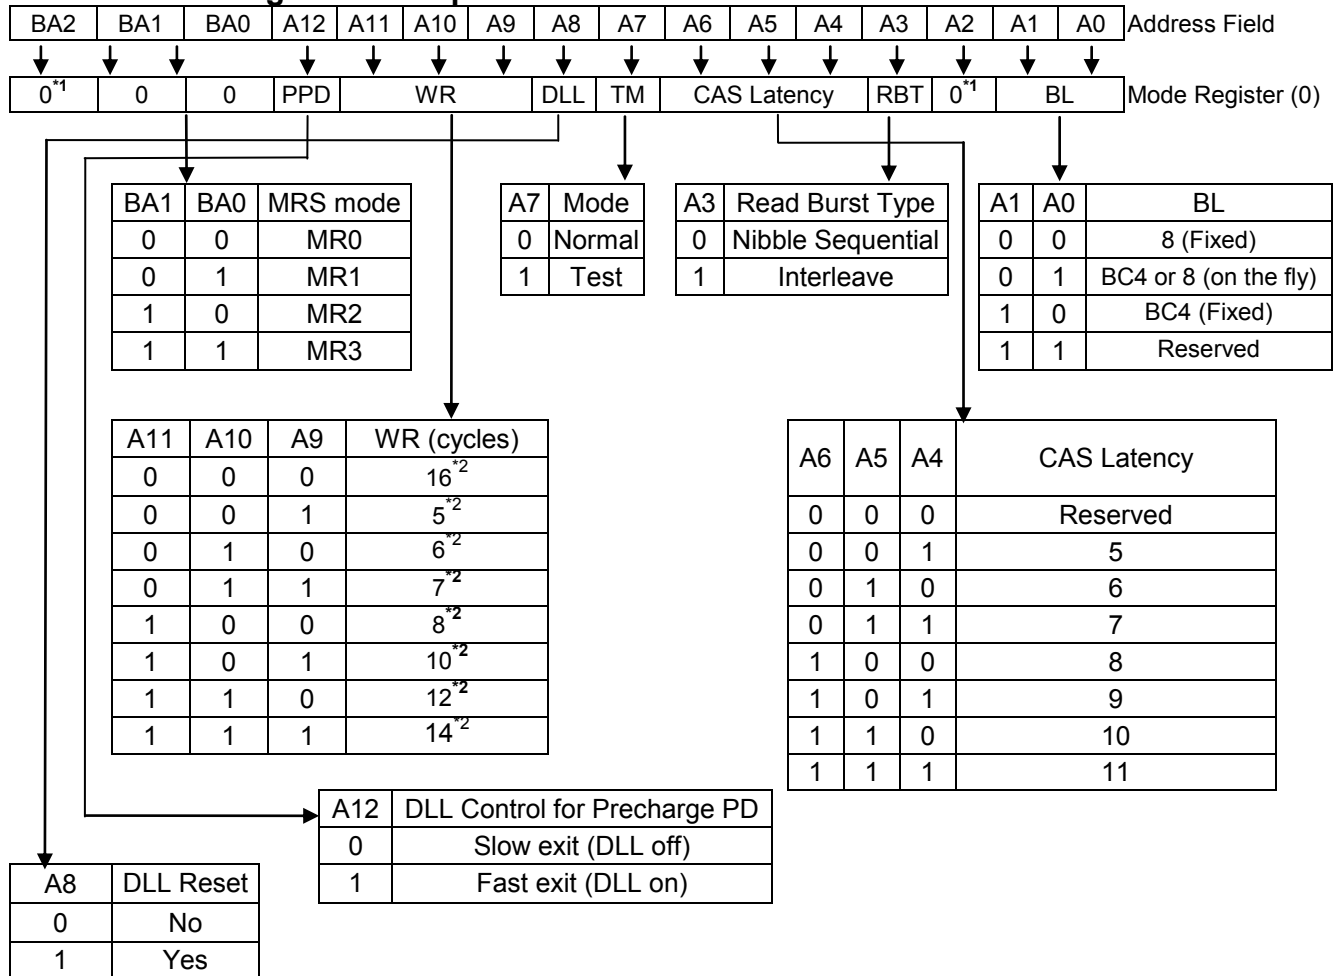 BA2 BA1 BA0 A12 A11 A10 A9 A8 A7 A6 A5 A4 A3 A2 A1 A0 Address Field
0*1 0 0 PPD WR DLL TM CAS Latency RBT 0*1 BL Mode Register (0)
BA1 BA0 MRS mode
0 0 MR0
0 1 MR1
1 0 MR2
1 1 MR3
A7 Mode
0 Normal
1 Test
A3 Read Burst Type
0 Nibble Sequential
1 Interleave
A1 A0 BL
0 0 8 (Fixed)
0 1 BC4 or 8 (on the fly)
1 0 BC4 (Fixed)
1 1 Reserved
A11 A10 A9 WR (cycles)
0 0 0 16*2
0 0 1 5*2
0 1 0 6*2
0 1 1 7*2
1 0 0 8*2
1 0 1 10*2
1 1 0 12*2
1 1 1 14*2
A6 A5 A4 CAS Latency
0 0 0 Reserved
0 0 1 5
0 1 0 6
0 1 1 7
1 0 0 8
1 0 1 9
1 1 0 10
1 1 1 11
A12 DLL Control for Precharge PD
0 Slow exit (DLL off)
1 Fast exit (DLL on)
A8 DLL Reset
0 No
1 Yes